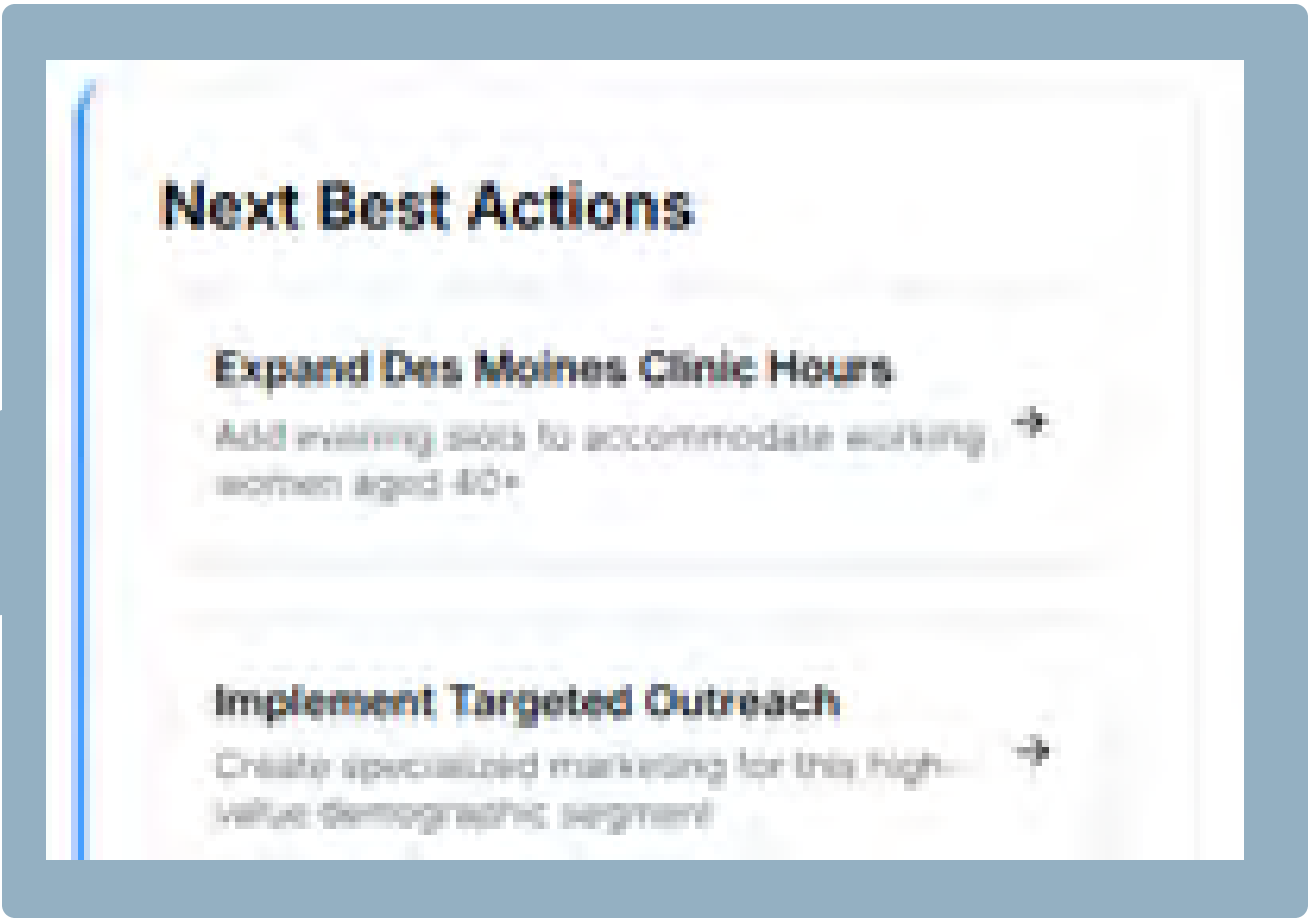 Next Best Actions
Expand Des Moines Clinic Hours
Add evening slots to accommodate working
women aged 40+
Implement Targeted Outreach
Create specialized marketing for this high-
value demographic segment